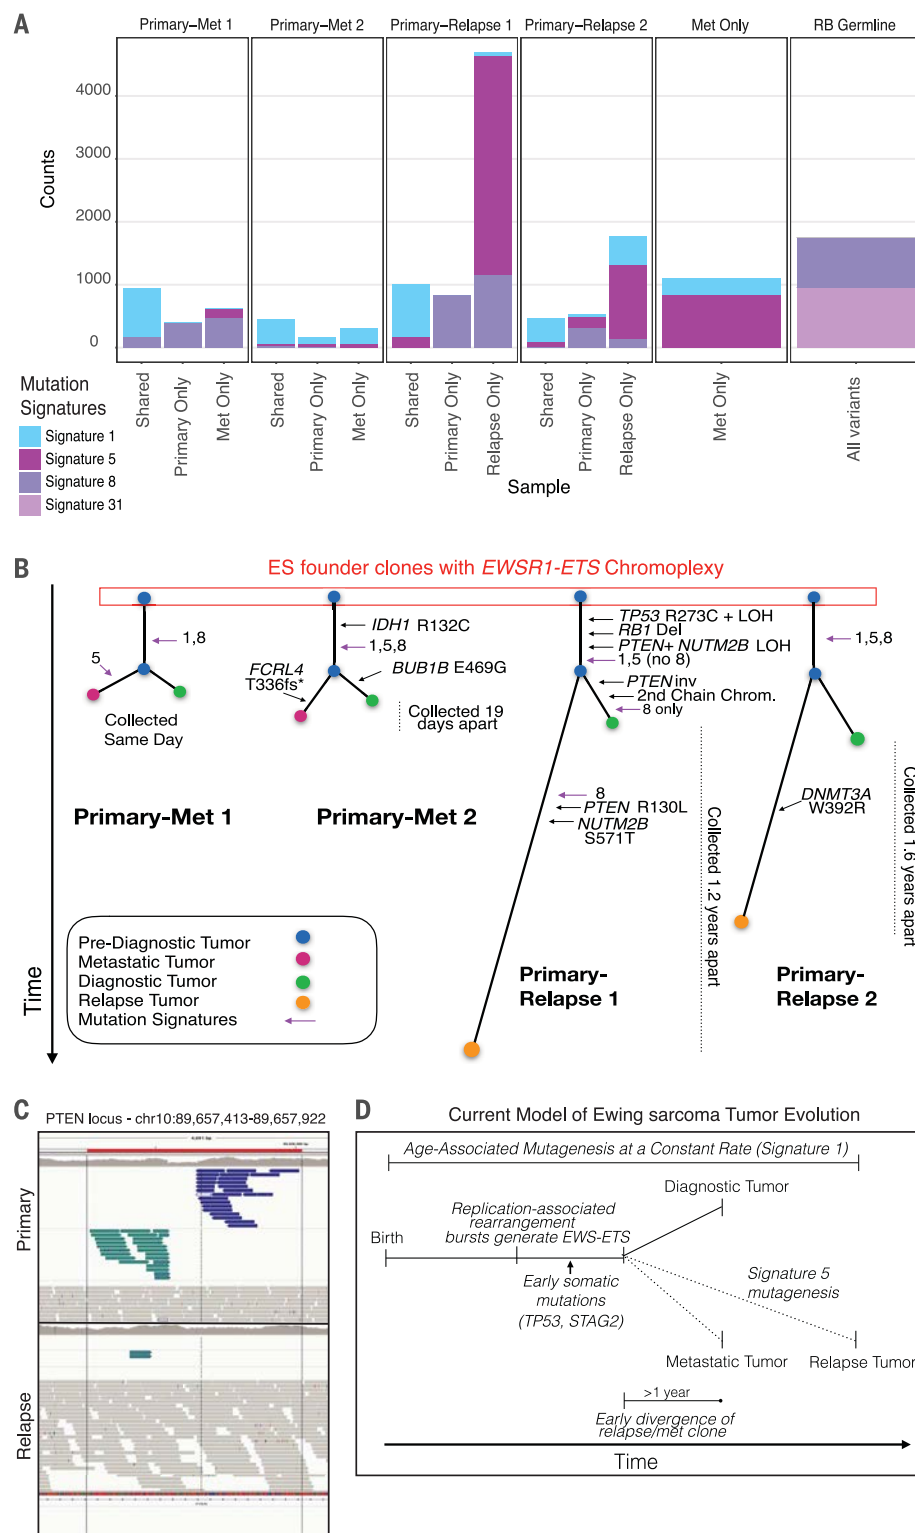 A
Primary–Met 1
Primary–Met 2
Primary–Relapse 1
Primary–Relapse 2
Met Only
RB Germline
Counts
4000
3000
2000
1000
0
Shared
Primary Only
Met Only
Shared
Primary Only
Met Only
Shared
Primary Only
Relapse Only
Shared
Primary Only
Relapse Only
Met Only
All variants
Sample
Mutation
Signatures
Signature 1
Signature 5
Signature 8
Signature 31
B
ES founder clones with EWSR1-ETS Chromoplexy
Time
1,8
5
Collected
Same Day
Primary-Met 1
IDH1 R132C
1,5,8
BUB1B E469G
FCRL4
T336fs*
Collected 19
days apart
Primary-Met 2
TP53 R273C + LOH
RB1 Del
PTEN+ NUTM2B LOH
1,5 (no 8)
PTEN inv
2nd Chain Chrom.
8 only
8
PTEN R130L
NUTM2B
S571T
Collected 1.2 years apart
Primary-
Relapse 1
1,5,8
DNMT3A
W392R
Collected 1.6
years apart
Primary-
Relapse 2
Pre-Diagnostic Tumor
Metastatic Tumor
Diagnostic Tumor
Relapse Tumor
Mutation Signatures
C
PTEN locus - chr10:89,657,413-89,657,922
Primary
Relapse
D
Current Model of Ewing sarcoma Tumor Evolution
Age-Associated Mutagenesis at a Constant Rate (Signature 1)
Diagnostic Tumor
Replication-associated
rearrangement
bursts generate EWS-ETS
Birth
Early somatic
mutations
(TP53, STAG2)
Signature 5
mutagenesis
Metastatic Tumor
Relapse Tumor
>1 year
Early divergence of
relapse/met clone
Time